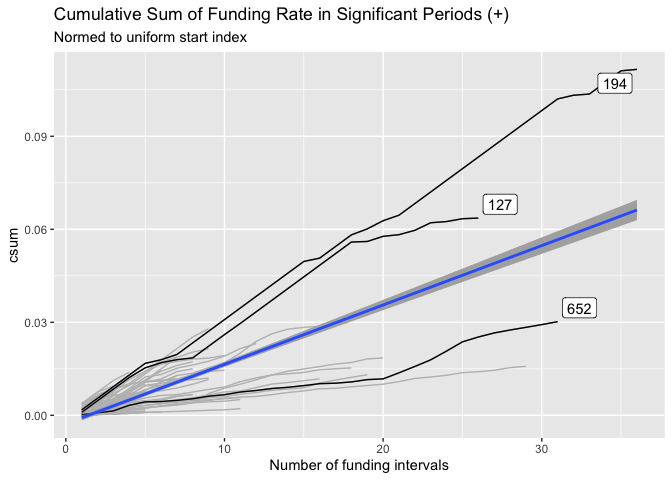 Cumulative Sum of Funding Rate in Significant Periods (+)
Normed to uniform start index
194
0.09
127
0.06
csum
652
0.03
0.00
0 10 20 30
Number of funding intervals